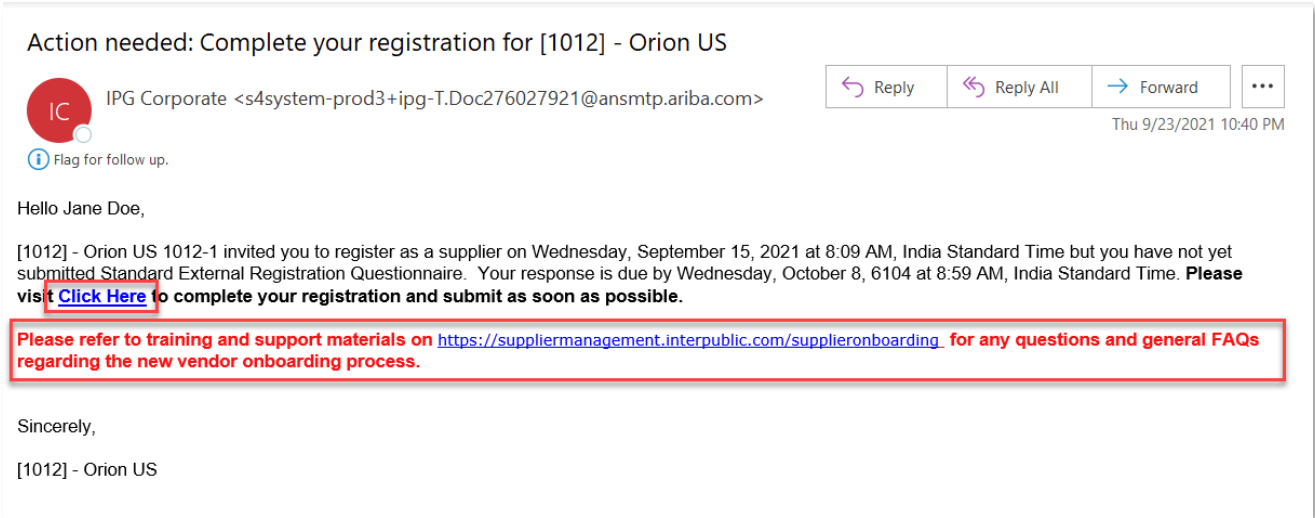 Action needed: Complete your registration for [1012] - Orion US
IC
IPG Corporate <s4system-prod3+ipg-T.Doc276027921@ansmtp.ariba.com>
Reply
Reply All
Forward
Thu 9/23/2021 10:40 PM
Flag for follow up.
Hello Jane Doe,
[1012] - Orion US 1012-1 invited you to register as a supplier on Wednesday, September 15, 2021 at 8:09 AM, India Standard Time but you have not yet
submitted Standard External Registration Questionnaire.  Your response is due by Wednesday, October 8, 6104 at 8:59 AM, India Standard Time. Please
visit Click Here to complete your registration and submit as soon as possible.
Please refer to training and support materials on https://suppliermanagement.interpublic.com/supplieronboarding for any questions and general FAQs
regarding the new vendor onboarding process.
Sincerely,
[1012] - Orion US